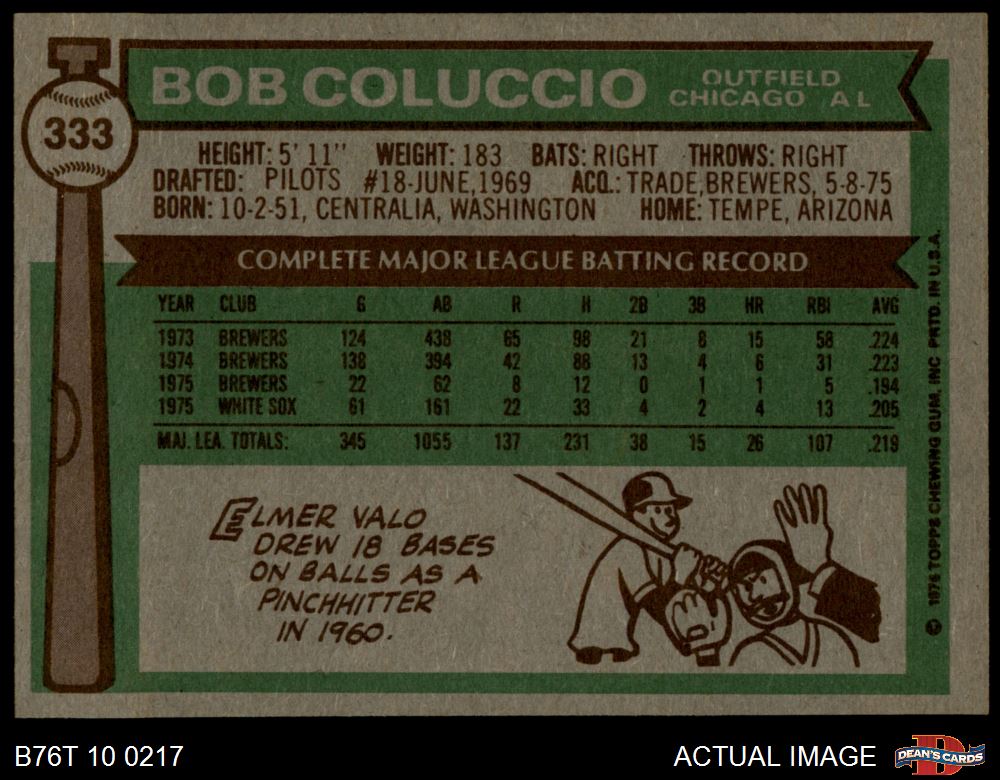 333
BOB COLUCCIO
OUTFIELD
CHICAGO A L
HEIGHT: 5' 11" WEIGHT: 183 BATS: RIGHT THROWS: RIGHT
DRAFTED: PILOTS #18-JUNE, 1969 ACQ.: TRADE, BREWERS, 5-8-75
BORN: 10-2-51, CENTRALIA, WASHINGTON HOME: TEMPE, ARIZONA
COMPLETE MAJOR LEAGUE BATTING RECORD
YEAR CLUB G AB R H 2B 3B HR RBI AVG
1973 BREWERS 124 438 65 98 21 8 15 58 .224
1974 BREWERS 138 394 42 88 13 4 6 31 .223
1975 BREWERS 22 62 8 12 0 1 1 5 .194
1975 WHITE SOX 61 161 22 33 4 2 4 13 .205
MAJ. LEA. TOTALS: 345 1055 137 231 38 15 26 107 .219
ELMER VALO
DREW 18 BASES
ON BALLS AS A
PINCHHITTER
IN 1960.
© 1976 TOPPS CHEWING GUM, INC PRTD. IN U.S.A.
B76T 10 0217
ACTUAL IMAGE
D
DEAN'S CARDS